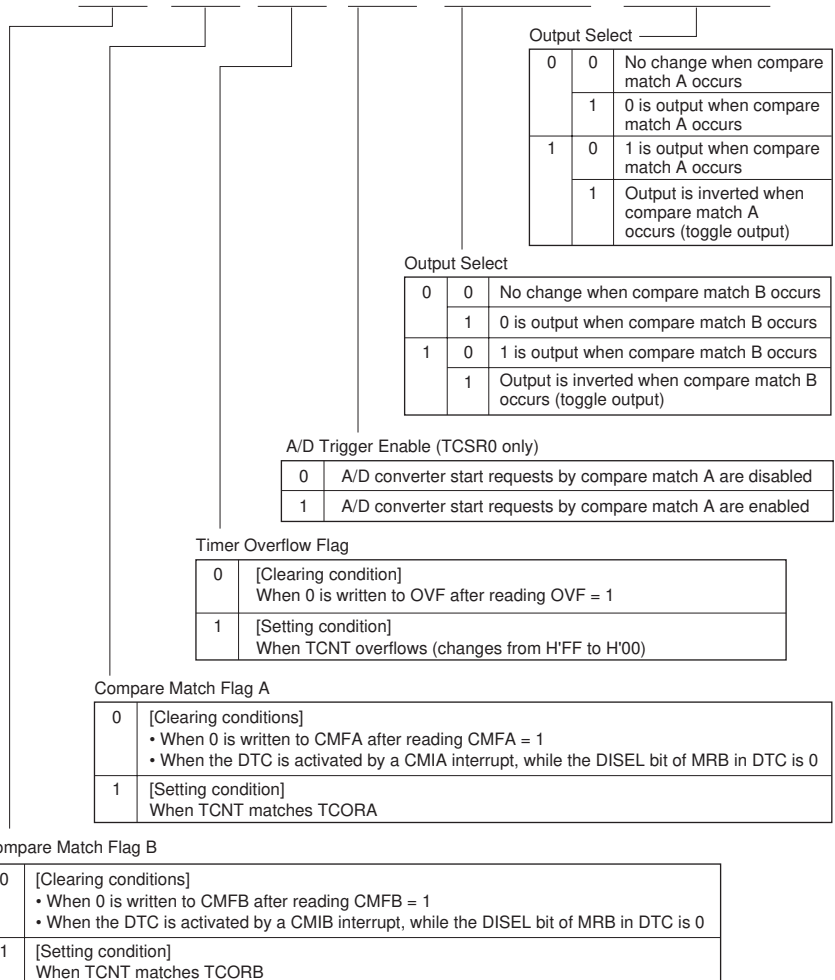 Output Select
0 0 No change when compare
match A occurs
1 0 is output when compare
match A occurs
1 0 1 is output when compare
match A occurs
1 Output is inverted when
compare match A
occurs (toggle output)
Output Select
0 0 No change when compare match B occurs
1 0 is output when compare match B occurs
1 0 1 is output when compare match B occurs
1 Output is inverted when compare match B
occurs (toggle output)
A/D Trigger Enable (TCSR0 only)
0 A/D converter start requests by compare match A are disabled
1 A/D converter start requests by compare match A are enabled
Timer Overflow Flag
0 [Clearing condition]
When 0 is written to OVF after reading OVF = 1
1 [Setting condition]
When TCNT overflows (changes from H'FF to H'00)
Compare Match Flag A
0 [Clearing conditions]
• When 0 is written to CMFA after reading CMFA = 1
• When the DTC is activated by a CMIA interrupt, while the DISEL bit of MRB in DTC is 0
1 [Setting condition]
When TCNT matches TCORA
ompare Match Flag B
0 [Clearing conditions]
• When 0 is written to CMFB after reading CMFB = 1
• When the DTC is activated by a CMIB interrupt, while the DISEL bit of MRB in DTC is 0
1 [Setting condition]
When TCNT matches TCORB